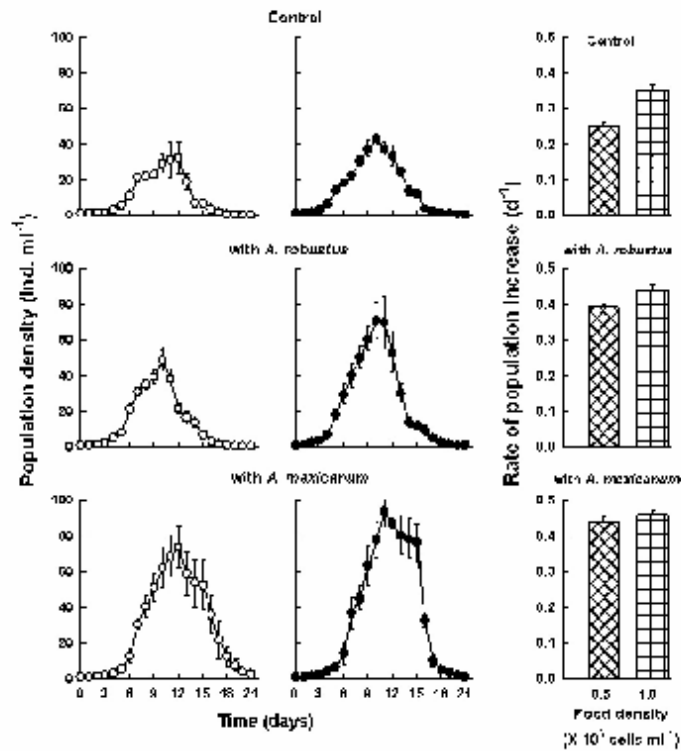 Control
100
80
60
40
20
0
0.5
0.4
0.3
0.2
0.1
0.0
Control
with A. robustus
100
80
60
40
20
0
with A. robustus
0.5
0.4
0.3
0.2
0.1
0.0
with A. mexicanum
100
80
60
40
20
0
0 3 6 9 12 15 18 21
0 3 6 9 12 15 18 21
with A. mexicanum
0.5
0.4
0.3
0.2
0.1
0.0
0.5 1.0
Population density (Ind. ml⁻¹)
Time (days)
Rate of population increase (d⁻¹)
Food density
cells ml⁻¹)